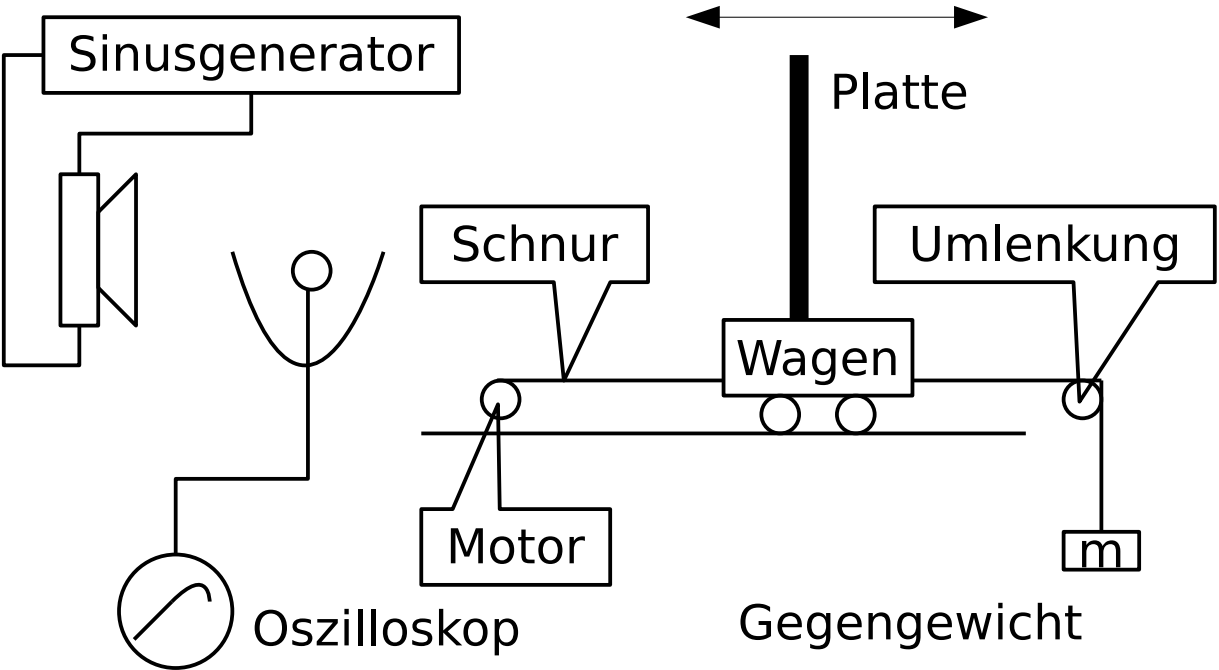 Sinusgenerator
Platte
Schnur
Umlenkung
Wagen
Motor
m
Oszilloskop
Gegengewicht